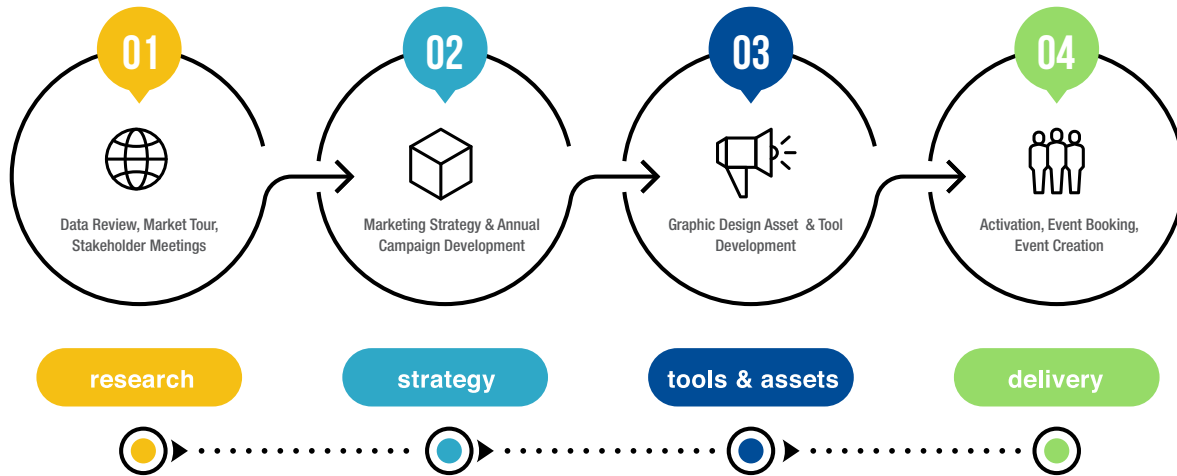 01
02
03
04
Data Review, Market Tour,
Stakeholder Meetings
Marketing Strategy & Annual
Campaign Development
Graphic Design Asset & Tool
Development
Activation, Event Booking,
Event Creation
research
strategy
tools & assets
delivery